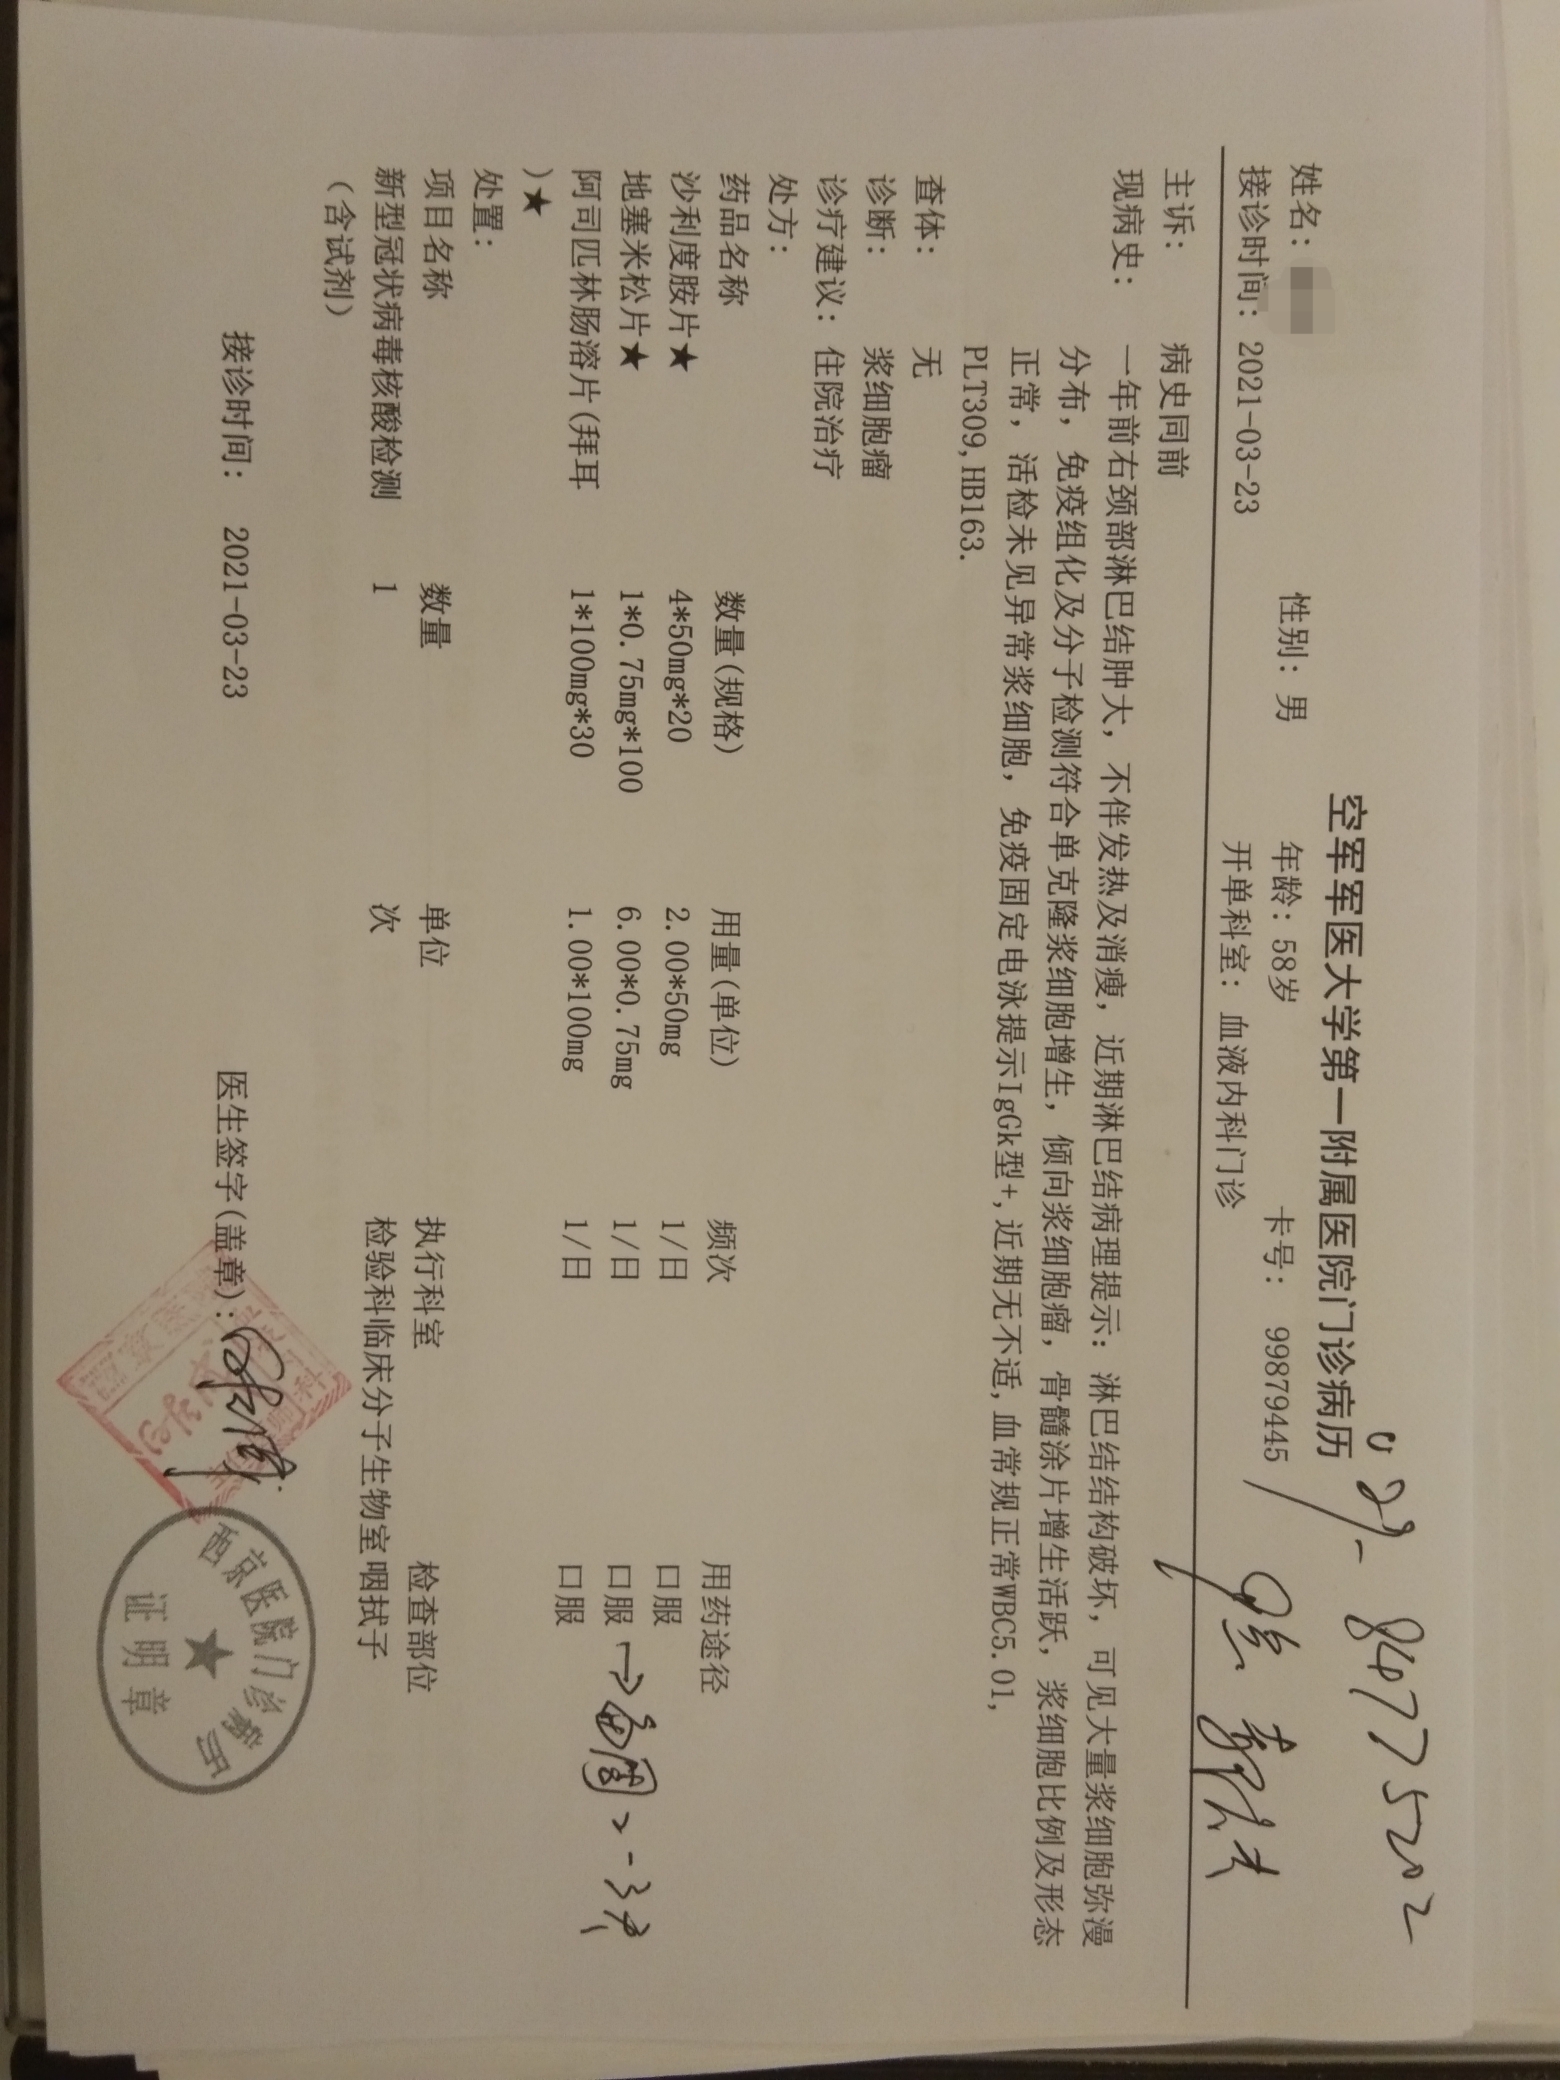 029-84775202
空军军医大学第一附属医院门诊病历
姓名： 性别：男 年龄：58岁 卡号： 99879445
接诊时间：2021-03-23 开单科室：血液内科门诊
主诉： 病史同前
现病史： 一年前右颈部淋巴结肿大，不伴发热及消瘦，近期淋巴结病理提示：淋巴结结构破坏，可见大量浆细胞弥漫
分布，免疫组化及分子检测符合单克隆浆细胞增生，倾向浆细胞瘤，骨髓涂片增生活跃，浆细胞比例及形态
正常，活检未见异常浆细胞，免疫固定电泳提示IgGk型+,近期无不适,血常规正常WBC5.01,
PLT309,HB163.
查体： 无
诊断： 浆细胞瘤
诊疗建议： 住院治疗
处方：
药品名称 数量(规格) 用量(单位) 频次 用药途径
沙利度胺片★ 4*50mg*20 2.00*50mg 1/日 口服
地塞米松片★ 1*0.75mg*100 6.00*0.75mg 1/日 口服
阿司匹林肠溶片(拜耳 1*100mg*30 1.00*100mg 1/日 口服
)★
处置：
项目名称 数量 单位 执行科室 检查部位
新型冠状病毒核酸检测 1 次 检验科临床分子生物室 咽拭子
（含试剂）
接诊时间： 2021-03-23 医生签字(盖章)：
西京医院门诊病历
证明章